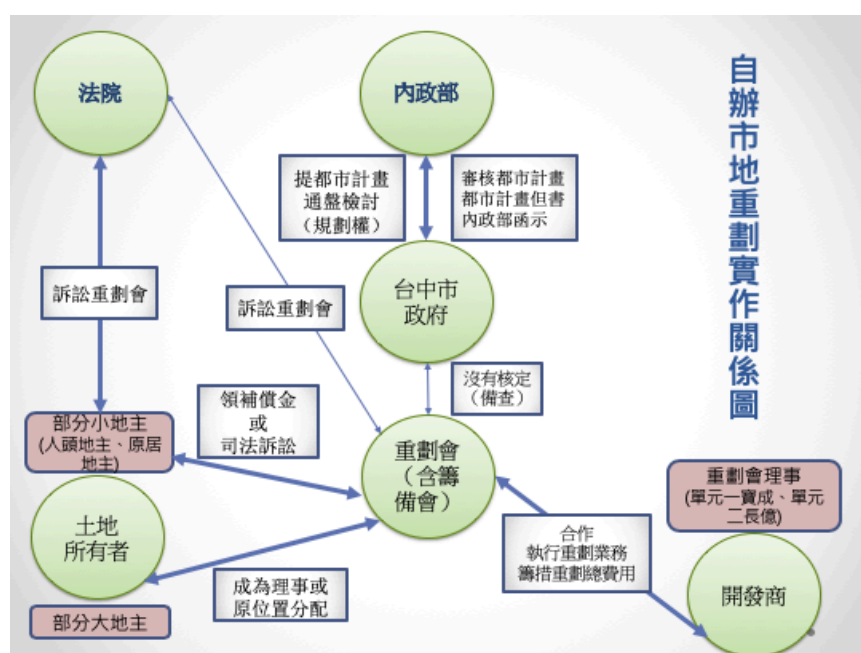 自辦市地重劃實作關係圖
法院
內政部
提都市計畫
通盤檢討
（規劃權）
審核都市計畫
都市計畫但書
內政部函示
訴訟重劃會
訴訟重劃會
台中市
政府
沒有核定
（備查）
領補償金
或
司法訴訟
部分小地主
(人頭地主、原居
地主)
重劃會
（含籌
備會）
土地
所有者
重劃會理事
(單元一寶成、單元
二長億)
合作
執行重劃業務
籌措重劃總費用
成為理事或
原位置分配
開發商
部分大地主